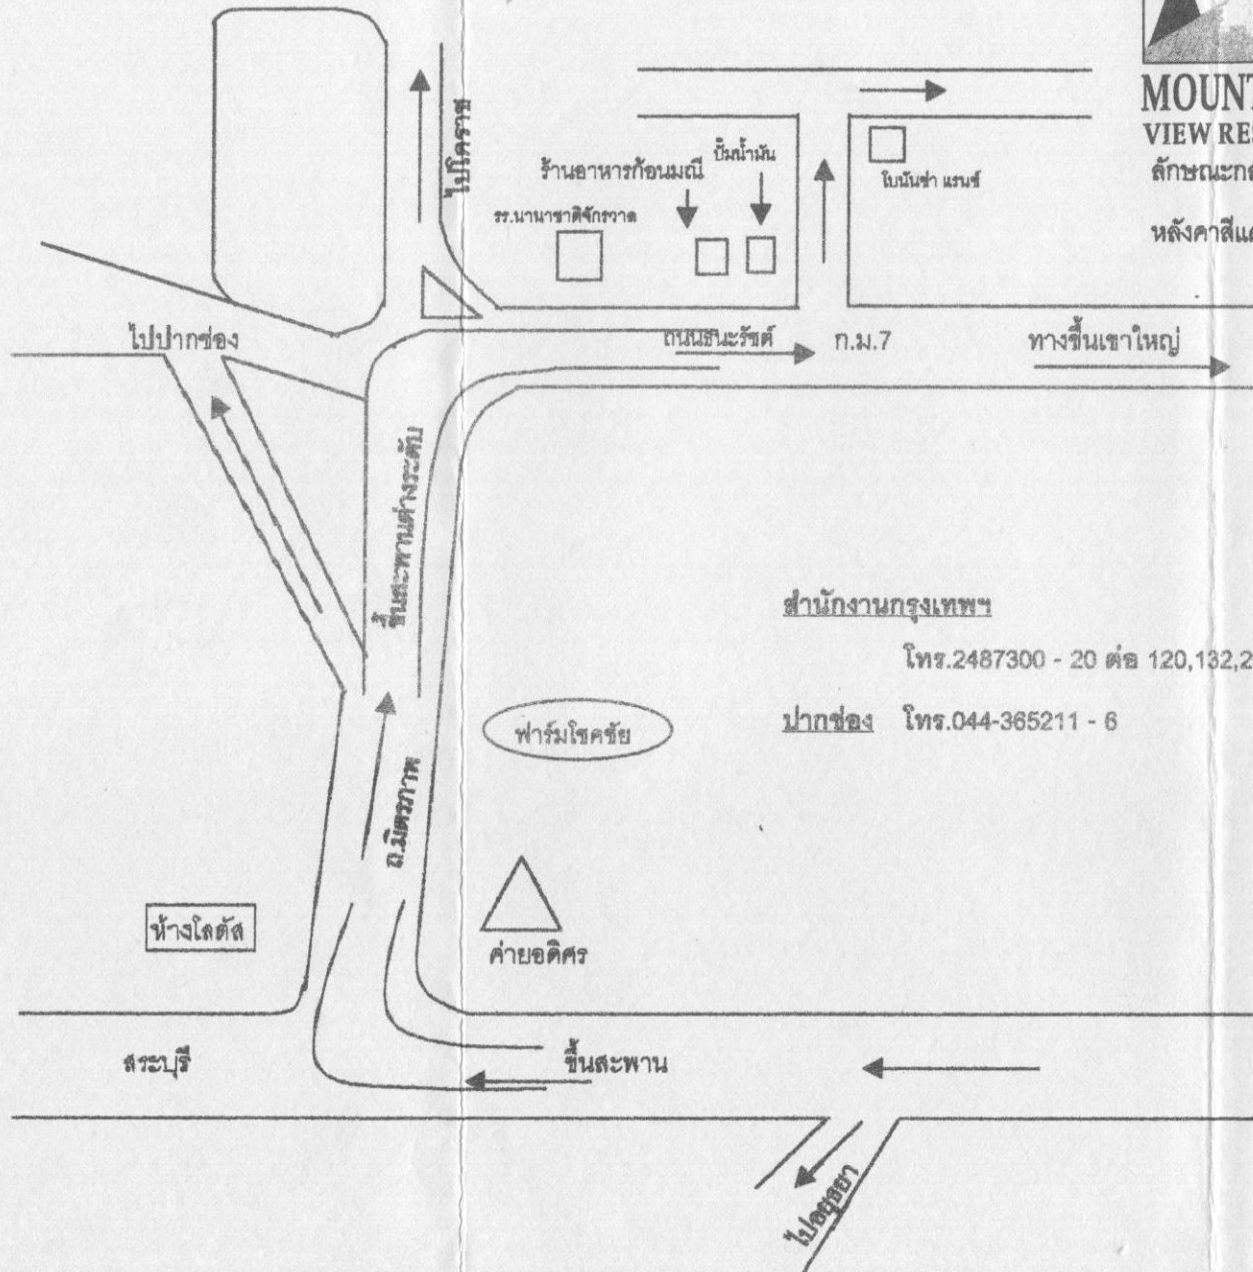 MOUNT
VIEW RES
ไปโคราช
ร้านอาหารก้อนมณี
ปั๊มน้ำมัน
โบนันซ่า แรนซ์
ลักษณะกล
รร.นานาชาติจักรวาล
หลังคาสีแด
ไปปากช่อง
ถนนธนะรัชต์
ก.ม.7
ทางขึ้นเขาใหญ่
ขึ้นสะพานต่างระดับ
สำนักงานกรุงเทพฯ
โทร.2487300 - 20 ต่อ 120,132,2
ฟาร์มโชคชัย
ปากช่อง โทร.044-365211 - 6
ถ.มิตรภาพ
ห้างโลตัส
ค่ายอดิศร
สระบุรี
ขึ้นสะพาน
ไปอยุธยา